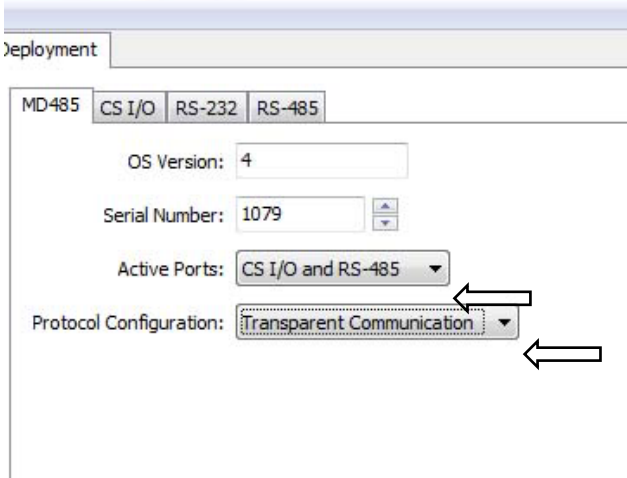 Deployment
MD485 CS I/O RS-232 RS-485
OS Version: 4
Serial Number: 1079
Active Ports: CS I/O and RS-485
Protocol Configuration: Transparent Communication